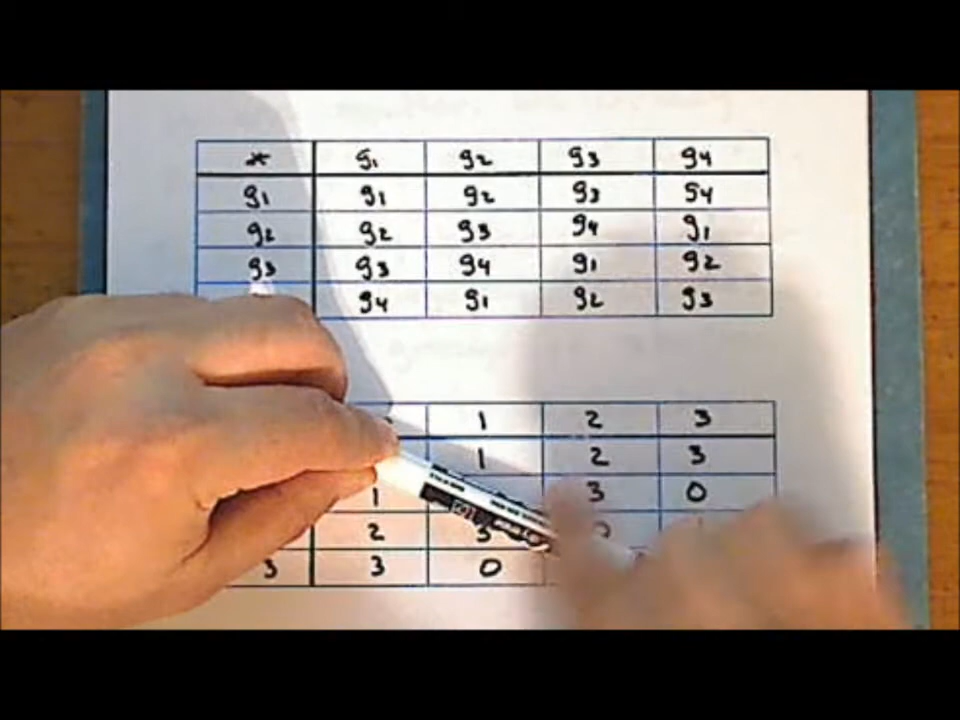 * g1 g2 g3 g4
g1 g1 g2 g3 g4
g2 g2 g3 g4 g1
g3 g3 g4 g1 g2
g4 g1 g2 g3
1 2 3
1 2 3
1 3 0
2 3
3 3 0